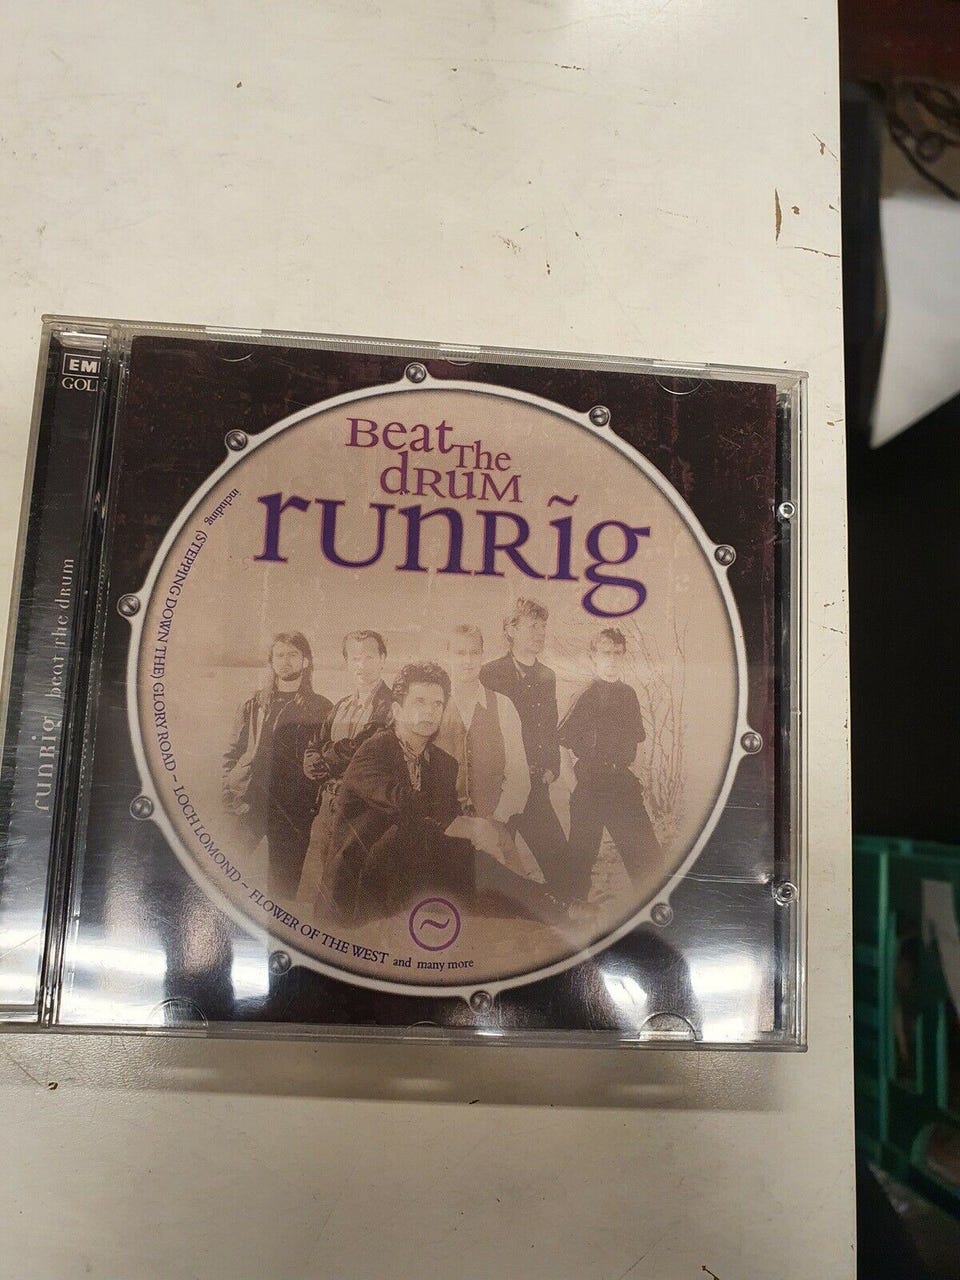 EMI
GOL
runrig beat the drum
Beat The
dRuM
runrig
including (STEPPING DOWN THE) GLORY ROAD ~ LOCH LOMOND ~ FLOWER OF THE WEST and many more